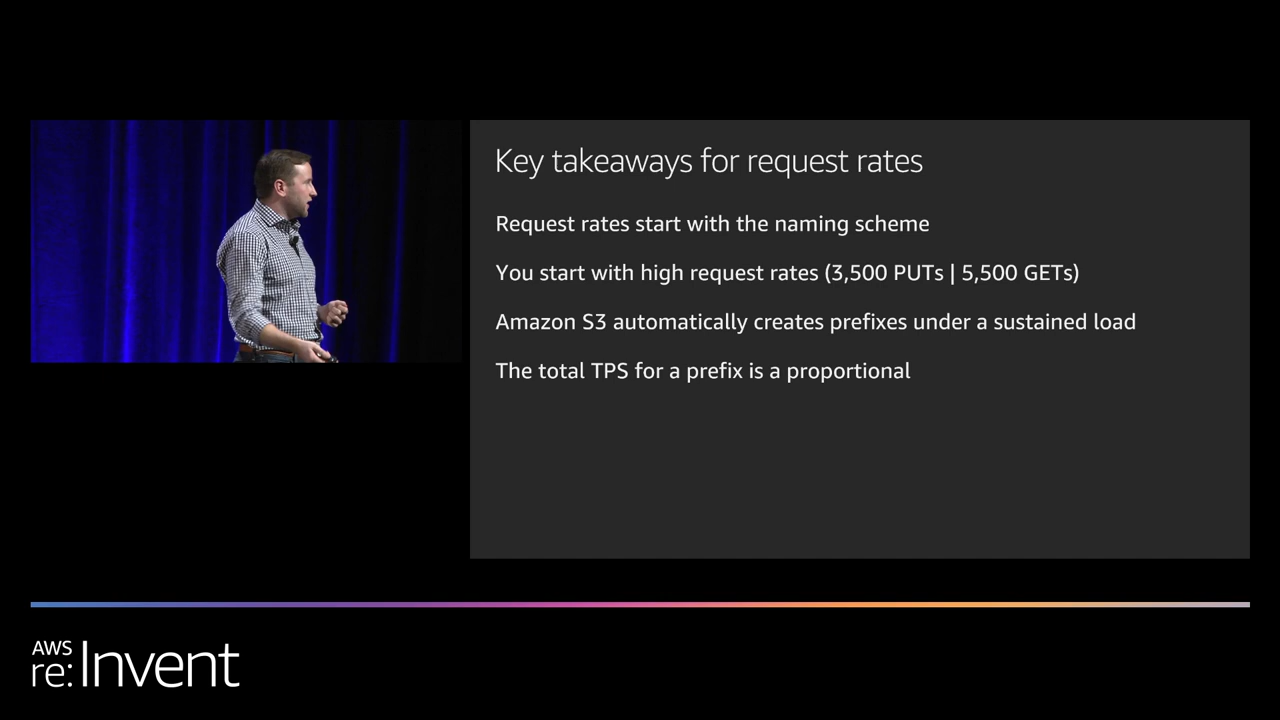 Key takeaways for request rates
Request rates start with the naming scheme
You start with high request rates (3,500 PUTs | 5,500 GETs)
Amazon S3 automatically creates prefixes under a sustained load
The total TPS for a prefix is a proportional
AWS
re:Invent